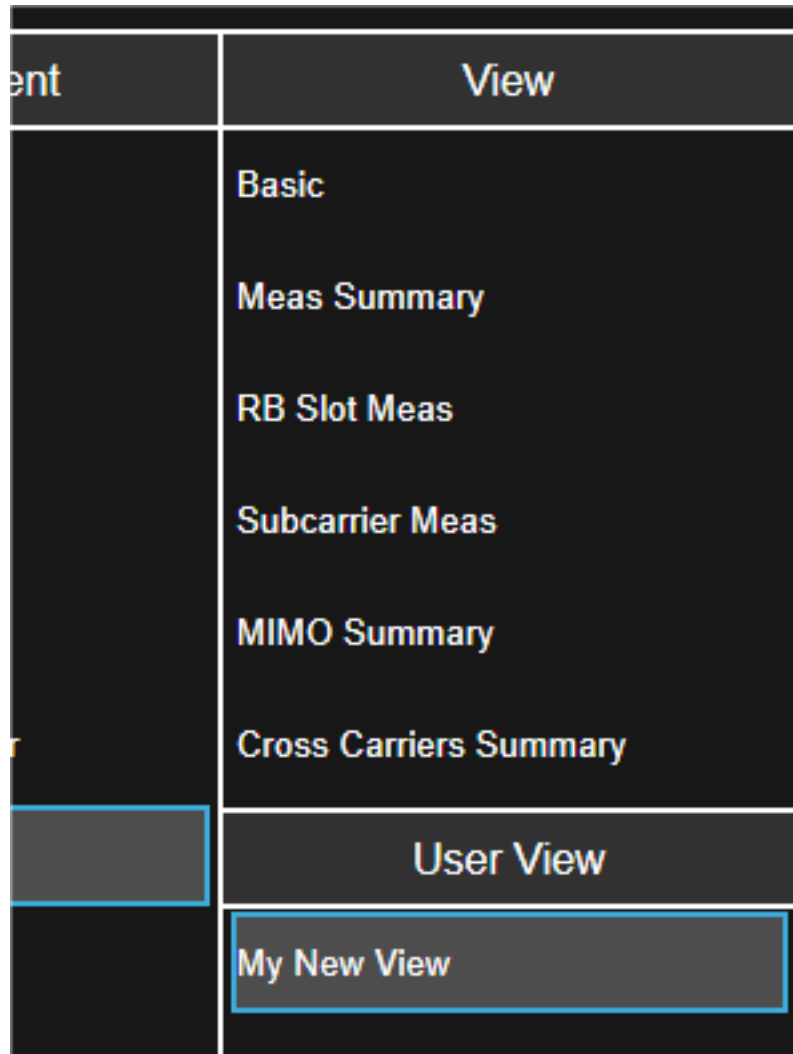 ent
View
Basic
Meas Summary
RB Slot Meas
Subcarrier Meas
MIMO Summary
r
Cross Carriers Summary
User View
My New View